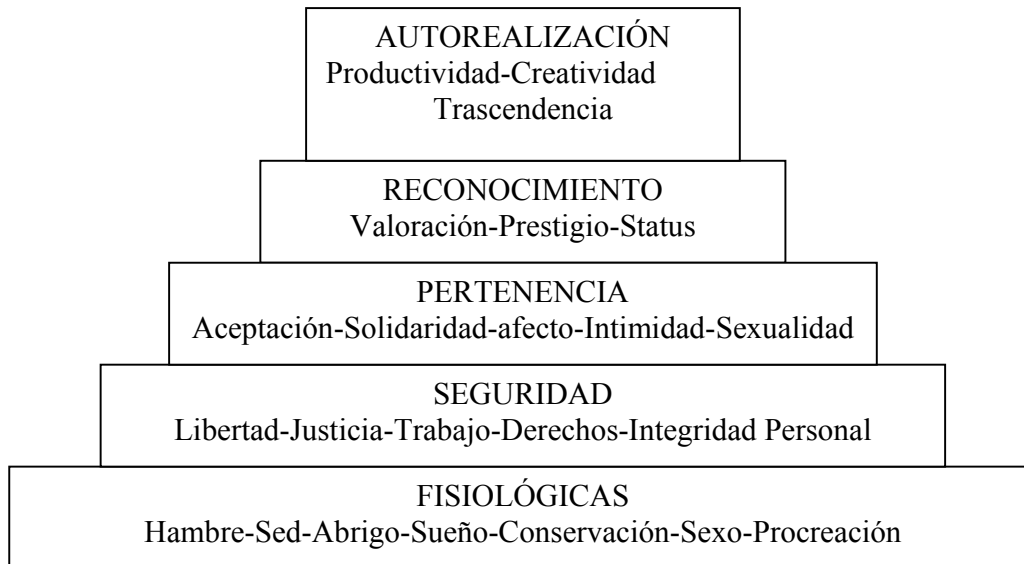 AUTOREALIZACIÓN
Productividad-Creatividad
Trascendencia
RECONOCIMIENTO
Valoración-Prestigio-Status
PERTENENCIA
Aceptación-Solidaridad-afecto-Intimidad-Sexualidad
SEGURIDAD
Libertad-Justicia-Trabajo-Derechos-Integridad Personal
FISIOLÓGICAS
Hambre-Sed-Abrigo-Sueño-Conservación-Sexo-Procreación